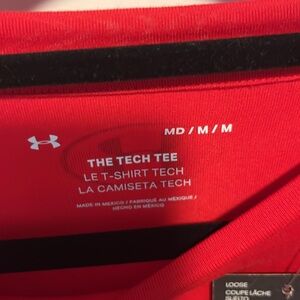 MD / M / M
THE TECH TEE
LE T-SHIRT TECH
LA CAMISETA TECH
MADE IN MEXICO / FABRIQUÉ AU MEXIQUE /
HECHO EN MÉXICO
LOOSE
COUPE LÂCHE
SUELTO